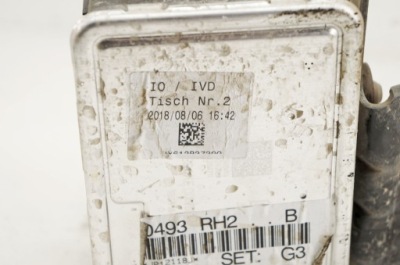 IO / IVD
Tisch Nr.2
2018/08/06 16:42
0493 RH2 . . B
SET: G3